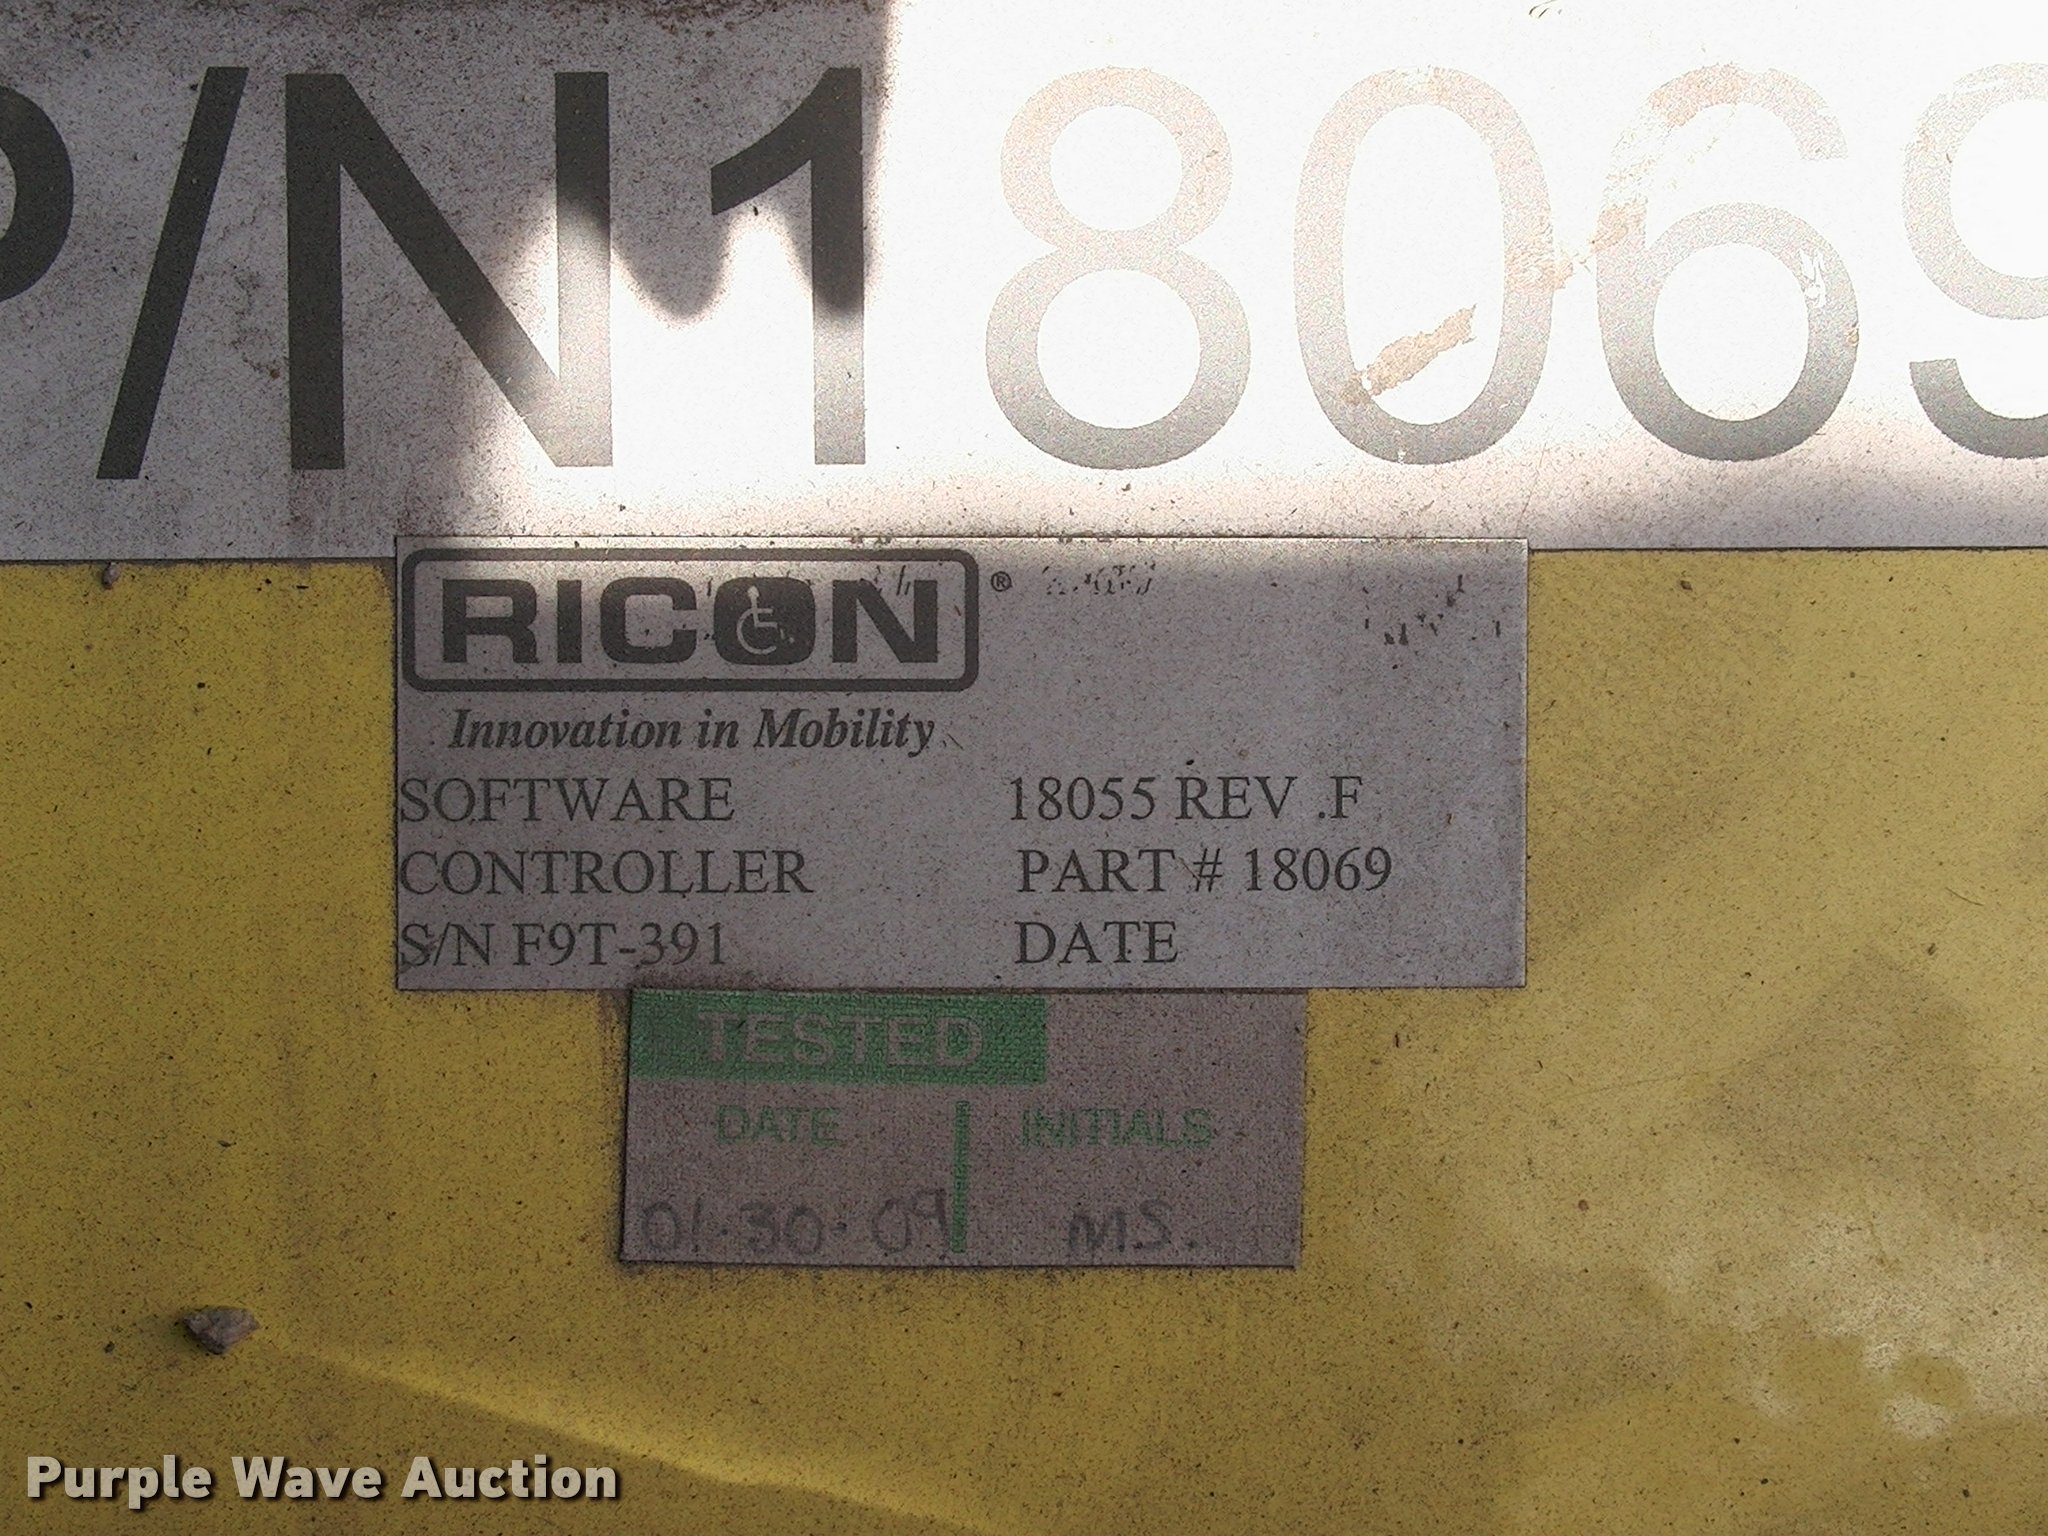 P/N18069
RICON®
Innovation in Mobility
SOFTWARE 18055 REV .F
CONTROLLER PART # 18069
S/N F9T-391 DATE
TESTED
DATE INITIALS
01-30-09 MS.
Purple Wave Auction